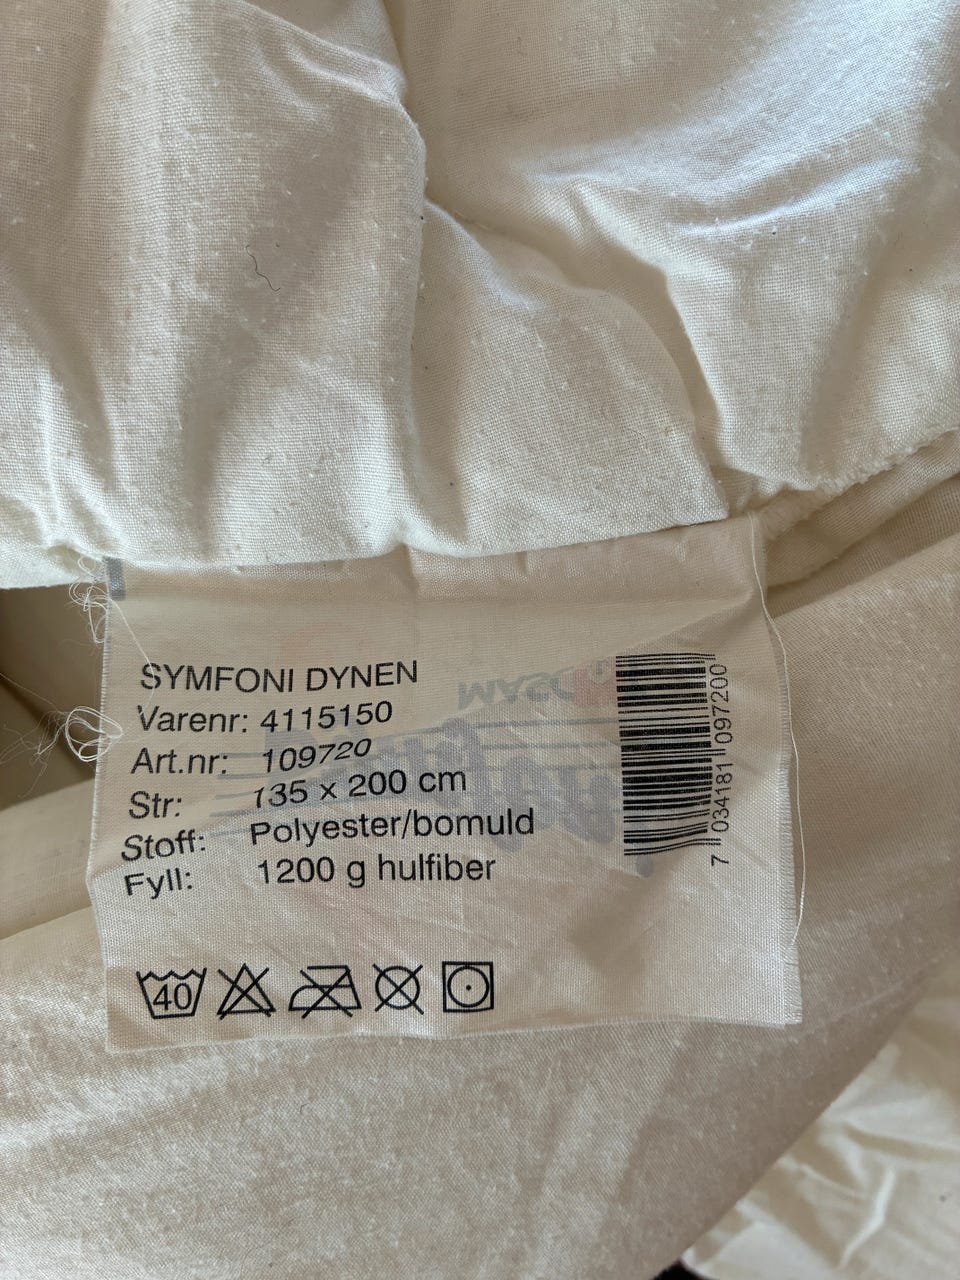 SYMFONI DYNEN
Varenr: 4115150
Art.nr: 109720
Str: 135 x 200 cm
Stoff: Polyester/bomuld
Fyll: 1200 g hulfiber
40
7 034181 097200